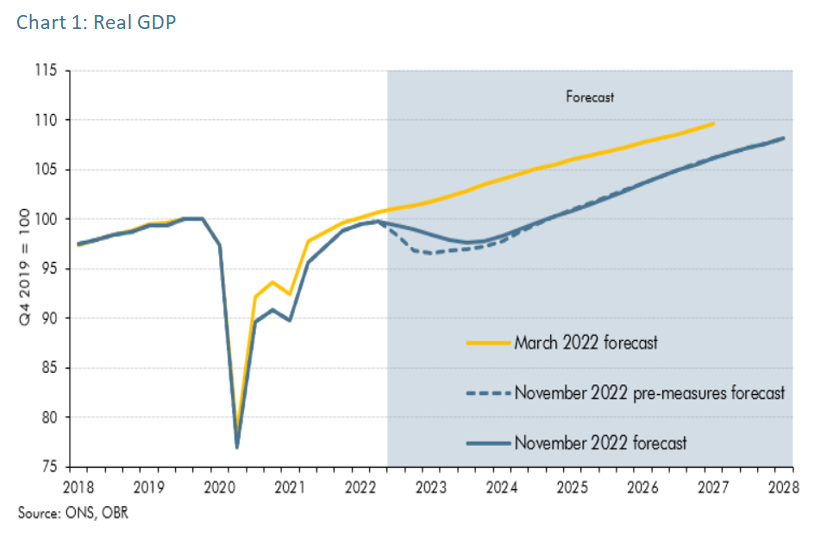 Chart 1: Real GDP
115
110
105
100
95
90
85
80
75
Q4 2019 = 100
Forecast
March 2022 forecast
November 2022 pre-measures forecast
November 2022 forecast
2018 2019 2020 2021 2022 2023 2024 2025 2026 2027 2028
Source: ONS, OBR